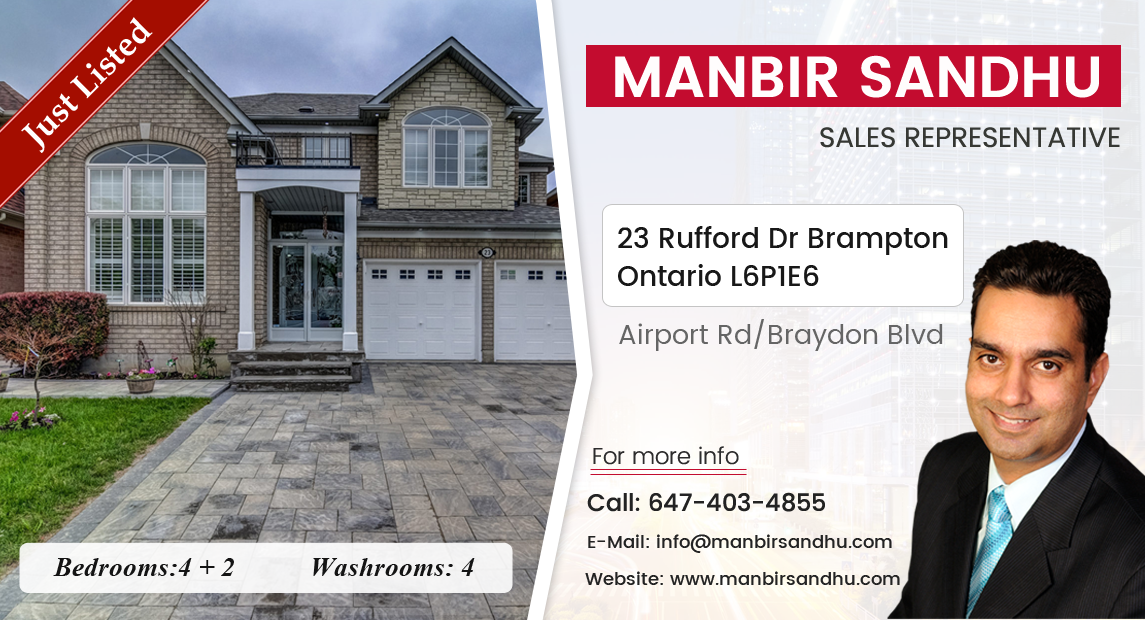 Just Listed
MANBIR SANDHU
SALES REPRESENTATIVE
23 Rufford Dr Brampton
Ontario L6P1E6
Airport Rd/Braydon Blvd
23
For more info
Call: 647-403-4855
E-Mail: info@manbirsandhu.com
Website: www.manbirsandhu.com
Bedrooms:4 + 2 Washrooms: 4